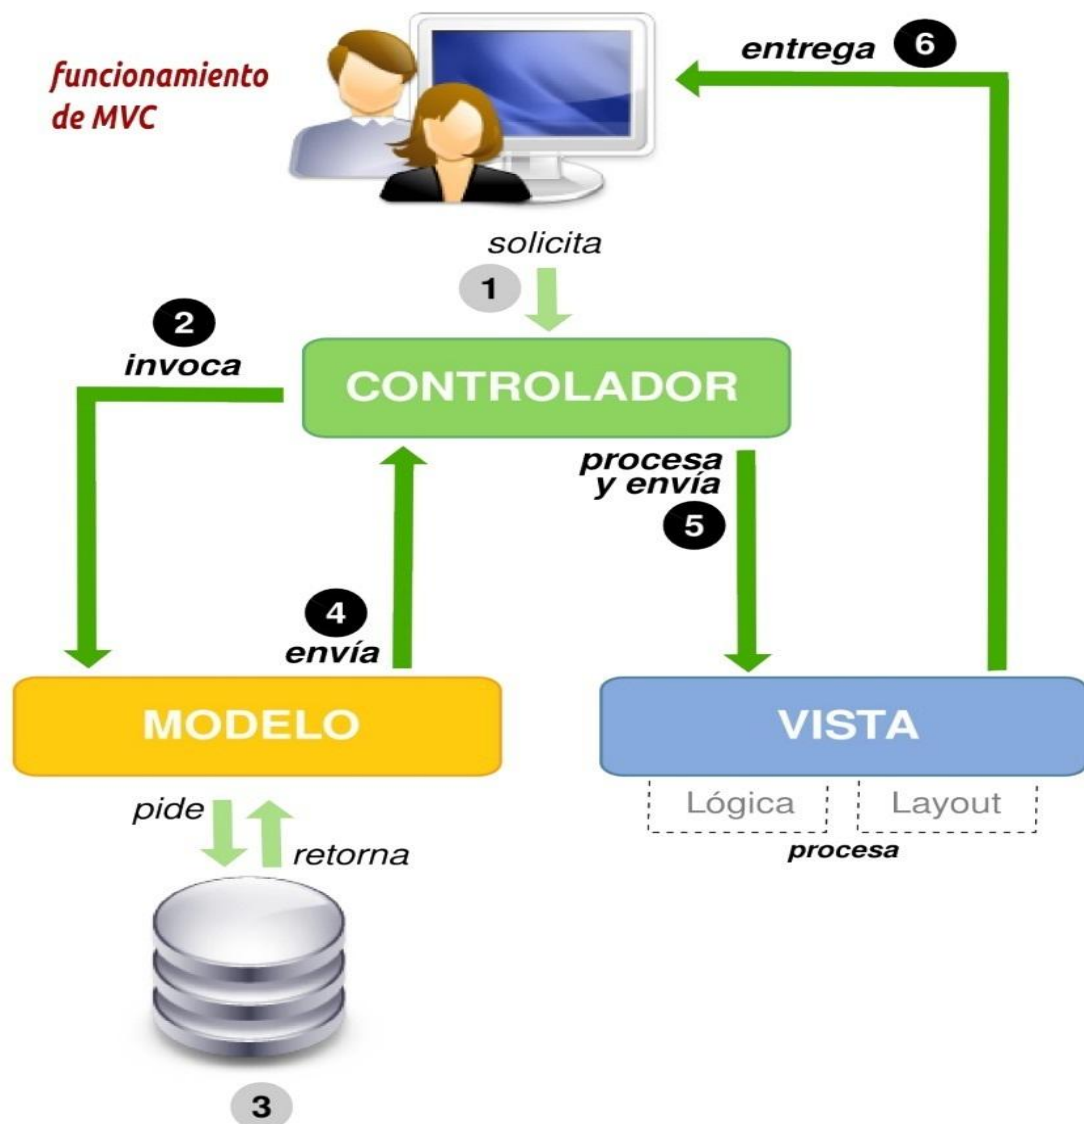 funcionamiento
de MVC
entrega 6
solicita
1
2
invoca
CONTROLADOR
procesa
y envía
5
4
envía
MODELO
VISTA
pide
retorna
Lógica
Layout
procesa
3